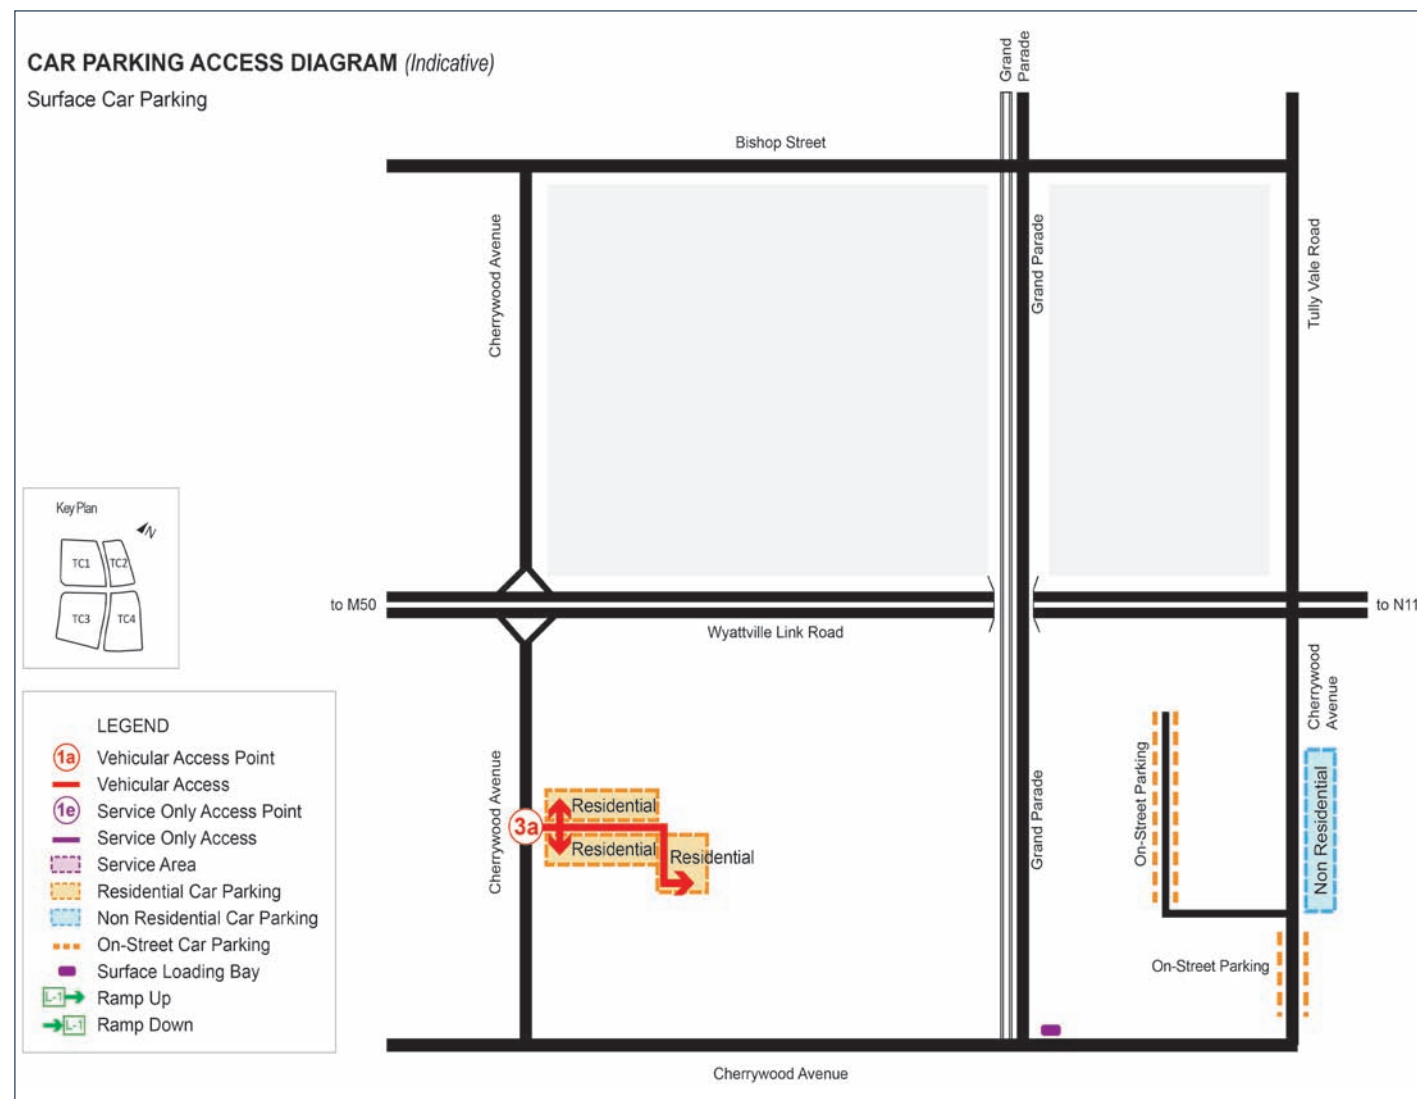 CAR PARKING ACCESS DIAGRAM (Indicative)
Surface Car Parking
Grand
Parade
Bishop Street
Cherrywood Avenue
Grand Parade
Tully Vale Road
Key Plan
N
TC1
TC2
TC3
TC4
to M50
to N11
Wyattville Link Road
Cherrywood
Avenue
LEGEND
1a Vehicular Access Point
Vehicular Access
1e Service Only Access Point
Service Only Access
Service Area
Residential Car Parking
Non Residential Car Parking
On-Street Car Parking
Surface Loading Bay
L-1 Ramp Up
L-1 Ramp Down
Cherrywood Avenue
3a
Residential
Residential
Residential
Grand Parade
On-Street Parking
Non Residential
On-Street Parking
Cherrywood Avenue